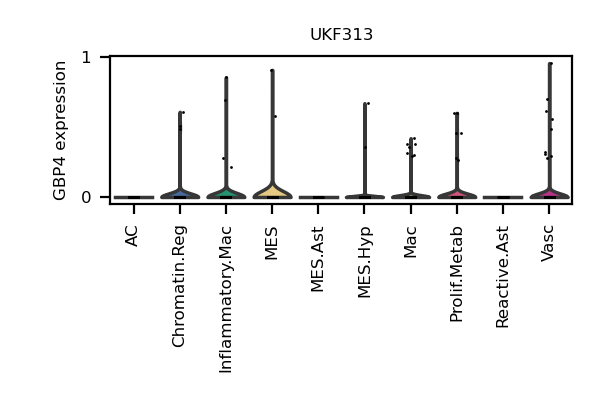 UKF313
GBP4 expression
1
0
AC
Chromatin.Reg
Inflammatory.Mac
MES
MES.Ast
MES.Hyp
Mac
Prolif.Metab
Reactive.Ast
Vasc